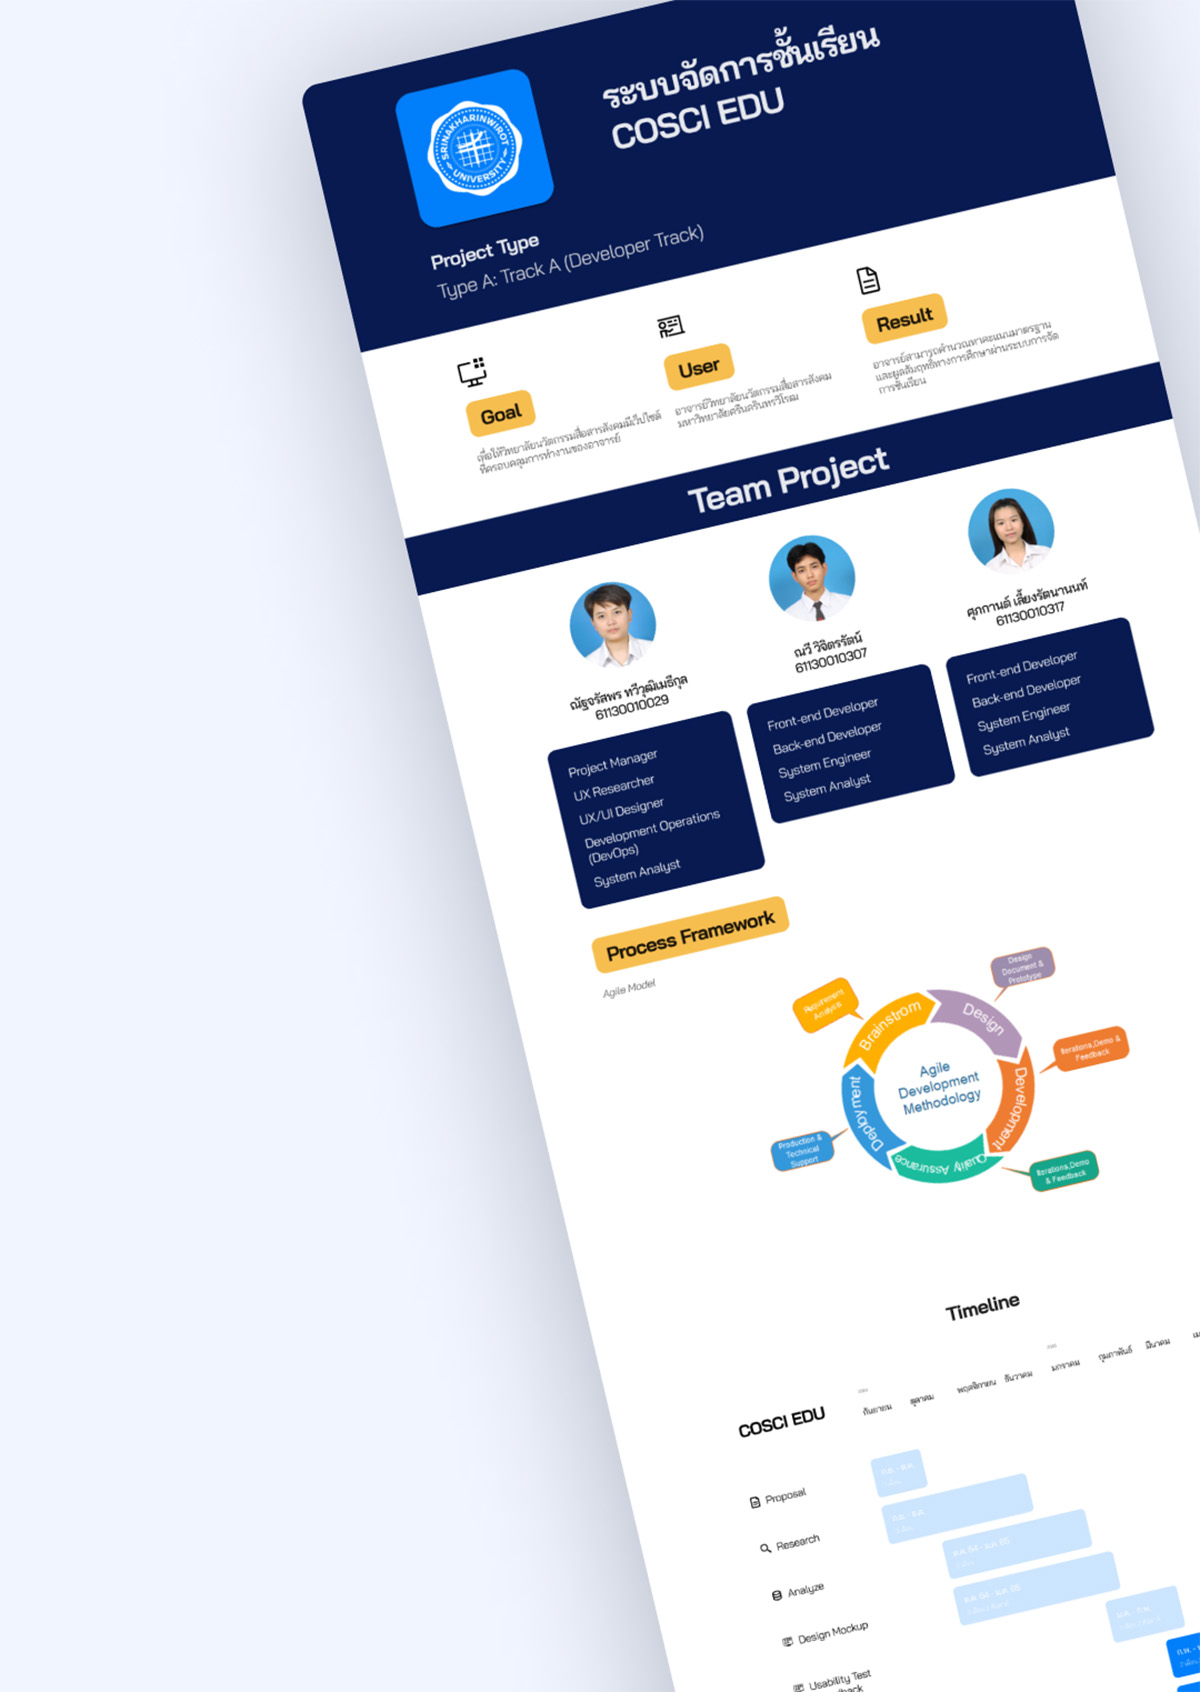 ระบบจัดการชั้นเรียน
COSCI EDU
SRINAKHARINWIROT
UNIVERSITY
Project Type
Type A: Track A (Developer Track)
Goal
เพื่อให้วิทยาลัยนวัตกรรมสื่อสารสังคมมีเว็ปไซต์
ที่ครอบคลุมการทำงานของอาจารย์
User
อาจารย์วิทยาลัยนวัตกรรมสื่อสารสังคม
มหาวิทยาลัยศรีนครินทรวิโรฒ
Result
อาจารย์สามารถคำนวณหาคะแนนมาตรฐาน
และผลสัมฤทธิ์ทางการศึกษาผ่านระบบการจัด
การชั้นเรียน
Team Project
ณัฐจรัสพร ทวีวุฒิเมธีกุล
61130010029
Project Manager
UX Researcher
UX/UI Designer
Development Operations
(DevOps)
System Analyst
ณวี วิจิตรรัตน์
61130010307
Front-end Developer
Back-end Developer
System Engineer
System Analyst
ศุภกานต์ เลี้ยงรัตนานนท์
61130010317
Front-end Developer
Back-end Developer
System Engineer
System Analyst
Process Framework
Agile Model
Requirement
Analysis
Brainstrom
Design
Document &
Prototype
Design
Iterations,Demo &
Feedback
Development
Agile
Development
Methodology
Iterations,Demo
& Feedback
Quality Assurance
Production &
Technical
Support
Deployment
Timeline
COSCI EDU
กันยายน
ตุลาคม
พฤศจิกายน
ธันวาคม
มกราคม
กุมภาพันธ์
มีนาคม
Proposal
Research
Analyze
Design Mockup
Usability Test